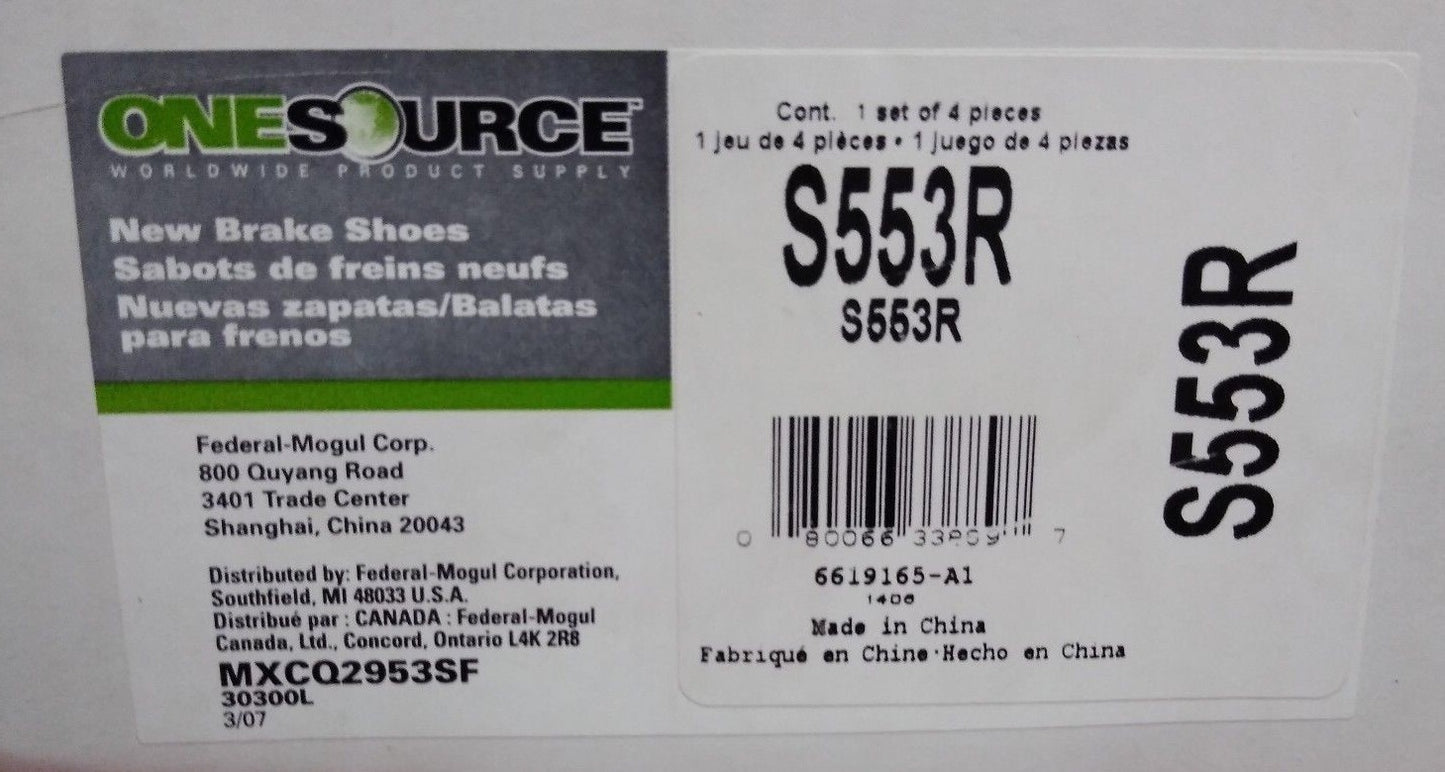 ONESOURCE™
WORLDWIDE PRODUCT SUPPLY
New Brake Shoes
Sabots de freins neufs
Nuevas zapatas/Balatas
para frenos
Federal-Mogul Corp.
800 Quyang Road
3401 Trade Center
Shanghai, China 20043
Distributed by: Federal-Mogul Corporation,
Southfield, MI 48033 U.S.A.
Distribué par : CANADA : Federal-Mogul
Canada, Ltd., Concord, Ontario L4K 2R8
MXCQ2953SF
30300L
3/07
Cont. 1 set of 4 pieces
1 jeu de 4 pièces • 1 juego de 4 piezas
S553R
S553R
0 80066 7
6619165-A1
1406
Made in China
Fabriqué en Chine·Hecho en China
S553R